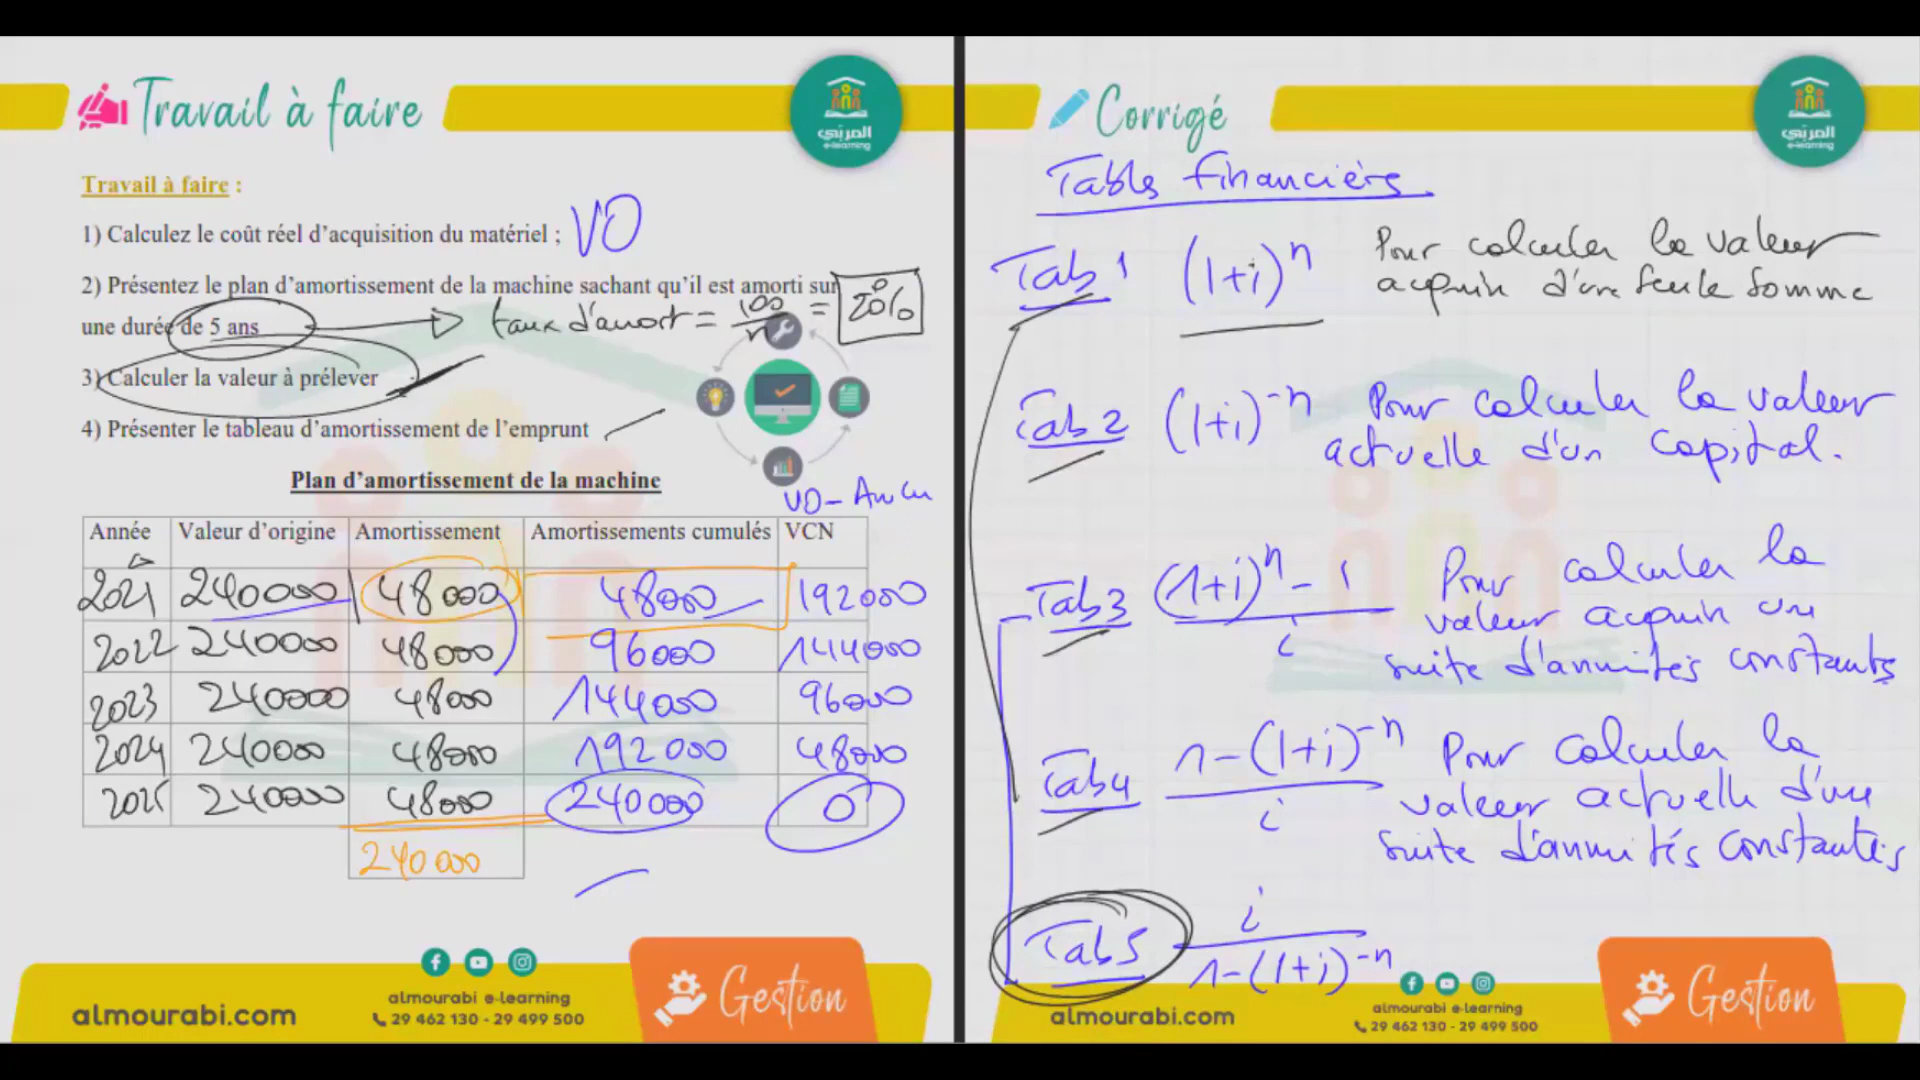 Travail à faire
المربي
e-learning
Travail à faire :
1) Calculez le coût réel d'acquisition du matériel ; VO
2) Présentez le plan d'amortissement de la machine sachant qu'il est amorti sur
une durée de 5 ans taux d'amort = 100/n = 20%
3) Calculer la valeur à prélever
4) Présenter le tableau d'amortissement de l'emprunt
Plan d'amortissement de la machine
VO - Am Cu
Année Valeur d'origine Amortissement Amortissements cumulés VCN
2021 240000 48000 48000 192000
2022 240000 48000 96000 144000
2023 240000 48000 144000 96000
2024 240000 48000 192000 48000
2025 240000 48000 240000 0
240000
almourabi.com
almourabi e-learning
29 462 130 - 29 499 500
Gestion
Corrigé
المربي
e-learning
Table financière
Tab 1 (1+i)^n Pour calculer la valeur
acquin d'une seule somme
Tab 2 (1+i)^-n Pour calculer la valeur
actuelle d'un capital.
Tab 3 (1+i)^n - 1 / i Pour calculer la
valeur acquin un
suite d'annuités constants
Tab 4 1-(1+i)^-n / i Pour calculer la
valeur actuelle d'une
suite d'annuités constantes
Tab 5 i / 1-(1+i)^-n
almourabi.com
almourabi e-learning
29 462 130 - 29 499 500
Gestion